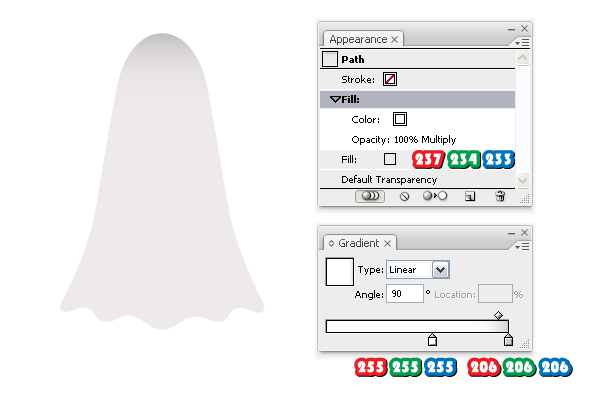 Appearance
Path
Stroke:
Fill:
Color:
Opacity: 100% Multiply
Fill: 237 234 233
Default Transparency
Gradient
Type: Linear
Angle: 90 ° Location: %
255 255 255 206 206 206